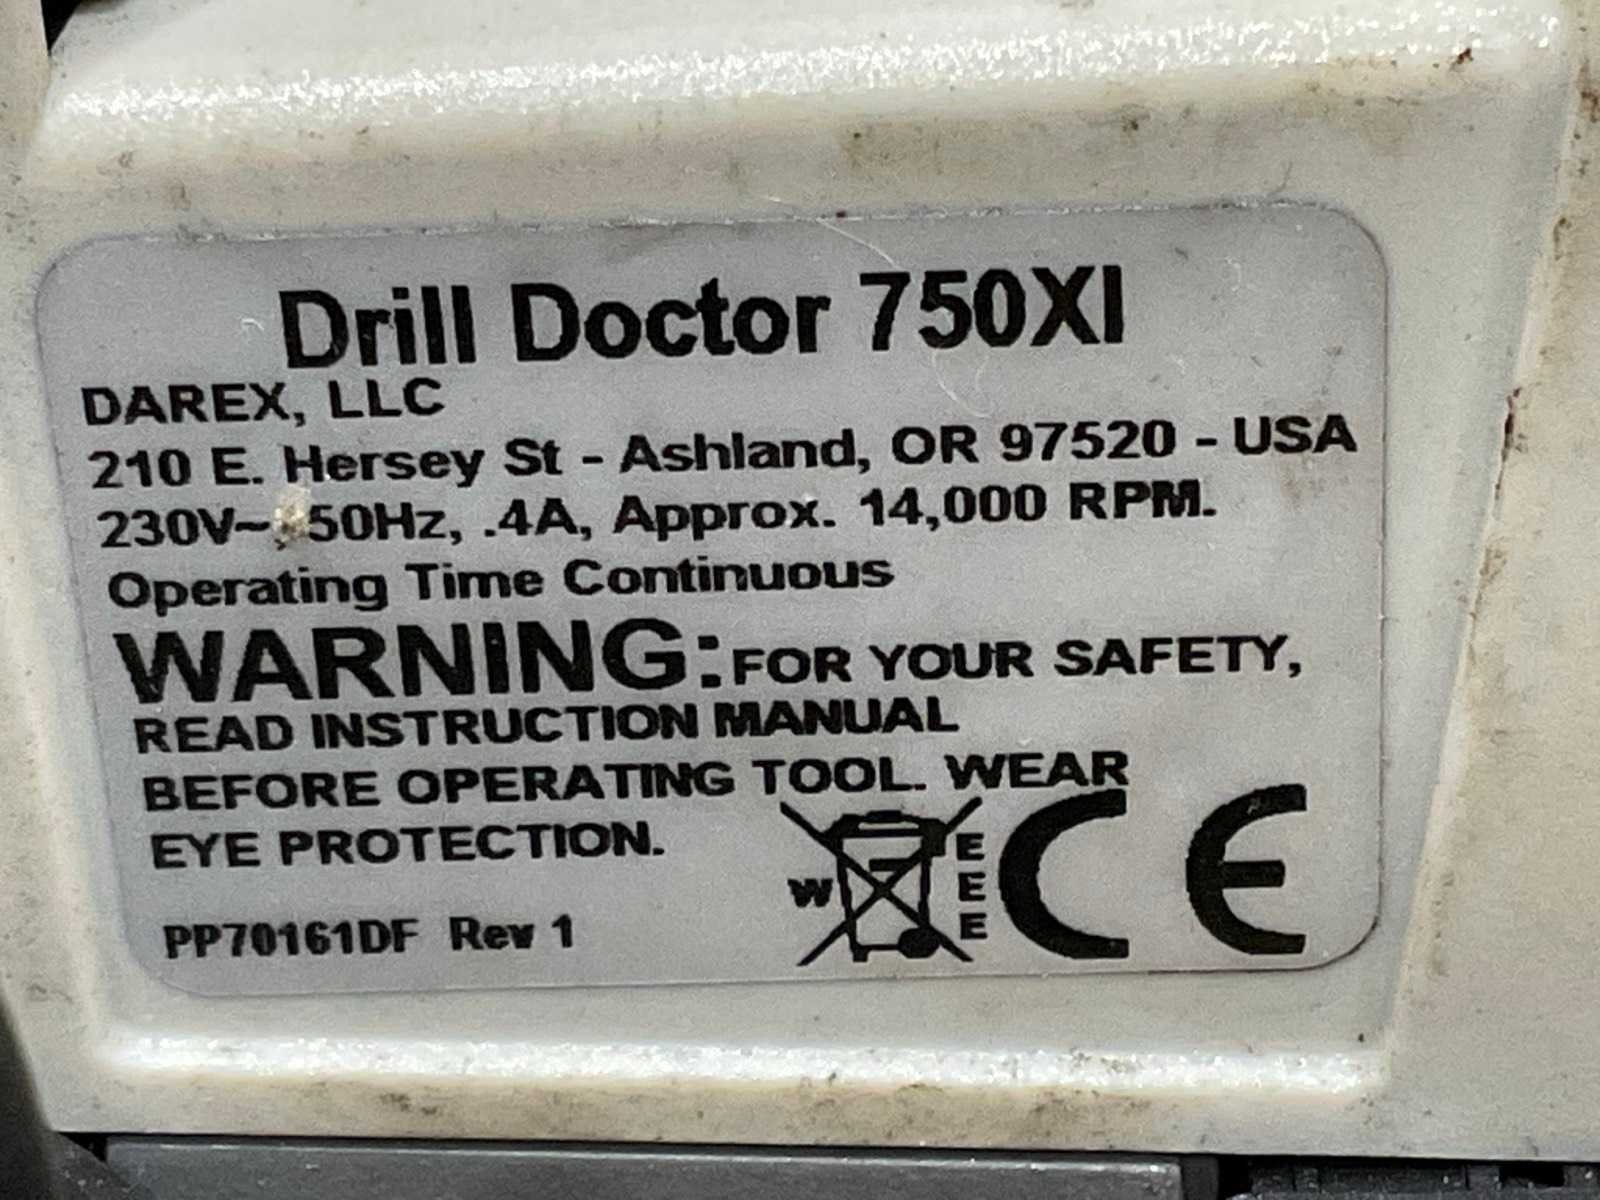 Drill Doctor 750XI
DAREX, LLC
210 E. Hersey St - Ashland, OR 97520 - USA
230V~, 50Hz, .4A, Approx. 14,000 RPM.
Operating Time Continuous
WARNING: FOR YOUR SAFETY,
READ INSTRUCTION MANUAL
BEFORE OPERATING TOOL. WEAR
EYE PROTECTION.
W EEE CE
PP70161DF Rev 1